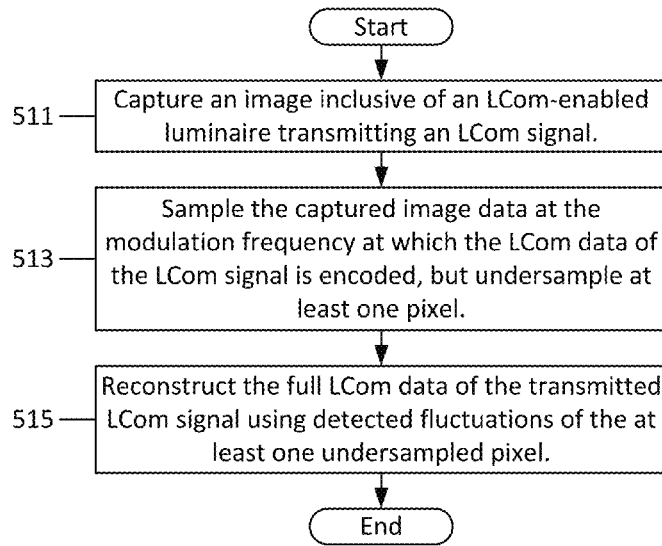 Start
511
Capture an image inclusive of an LCom-enabled
luminaire transmitting an LCom signal.
513
Sample the captured image data at the
modulation frequency at which the LCom data of
the LCom signal is encoded, but undersample at
least one pixel.
515
Reconstruct the full LCom data of the transmitted
LCom signal using detected fluctuations of the at
least one undersampled pixel.
End